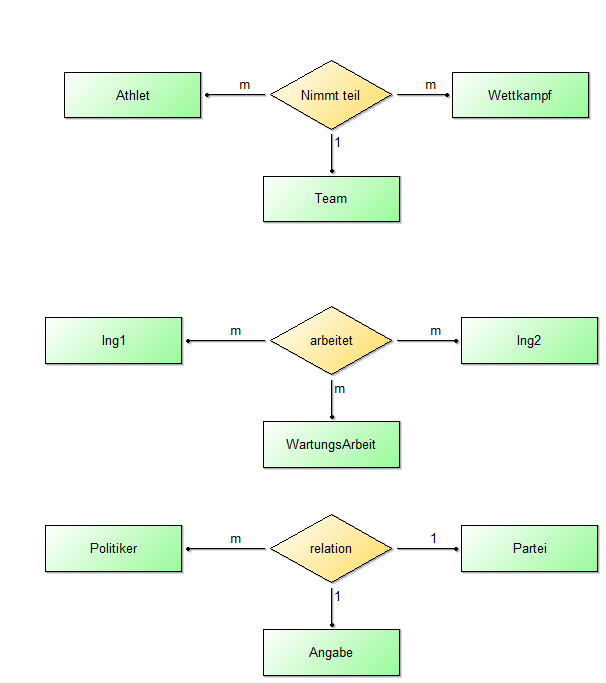 m
m
Athlet
Nimmt teil
Wettkampf
1
Team
m
m
Ing1
arbeitet
Ing2
m
WartungsArbeit
m
1
Politiker
relation
Partei
1
Angabe